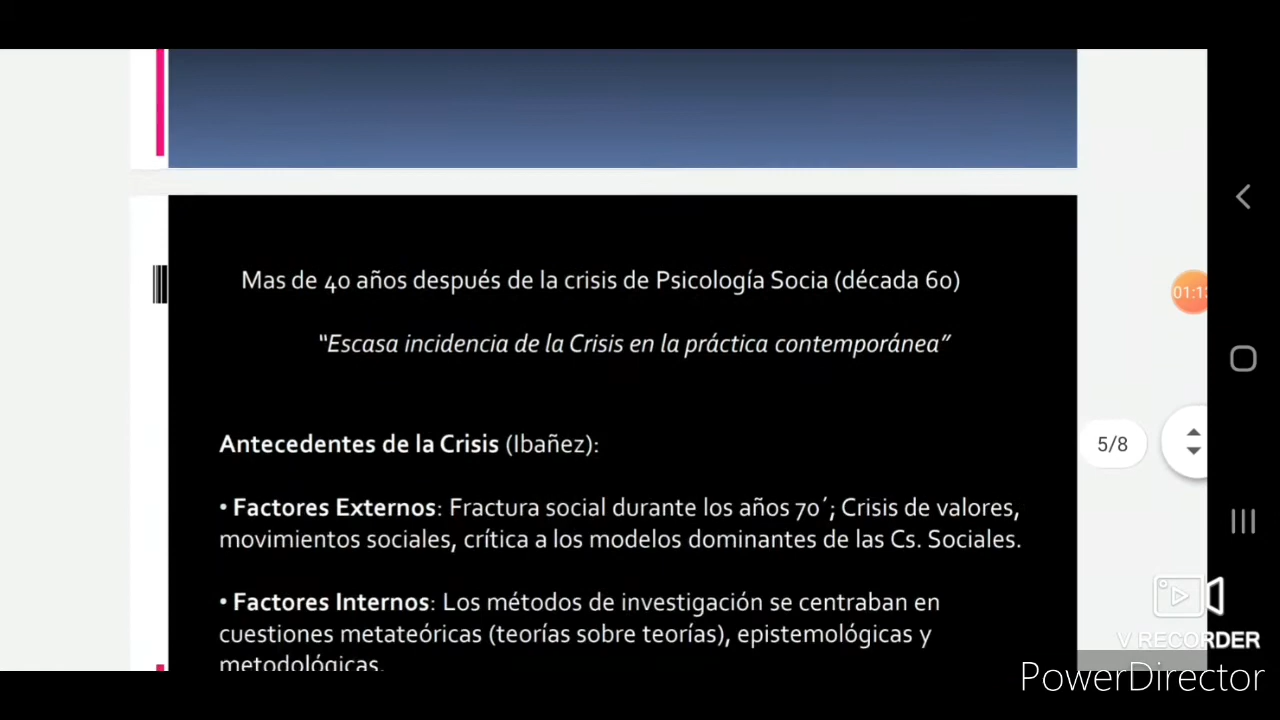 Mas de 40 años después de la crisis de Psicología Socia (década 60)
“Escasa incidencia de la Crisis en la práctica contemporánea”
Antecedentes de la Crisis (Ibañez):
• Factores Externos: Fractura social durante los años 70´; Crisis de valores,
movimientos sociales, crítica a los modelos dominantes de las Cs. Sociales.
• Factores Internos: Los métodos de investigación se centraban en
cuestiones metateóricas (teorías sobre teorías), epistemológicas y
metodológicas.
5/8
V RECORDER
PowerDirector